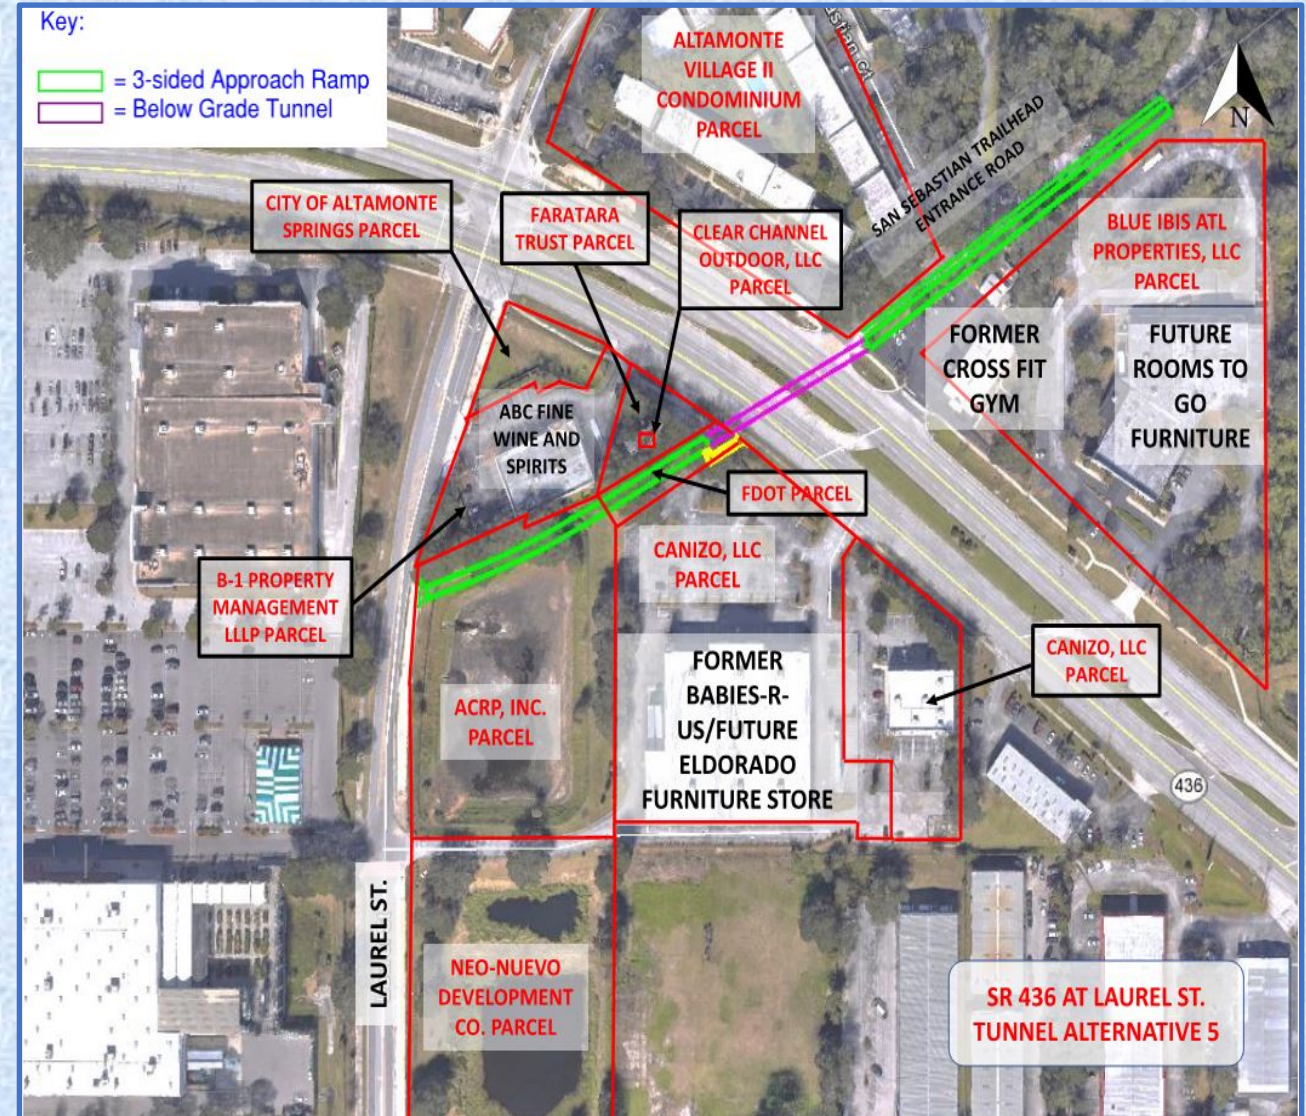 Key:
= 3-sided Approach Ramp
= Below Grade Tunnel
ALTAMONTE
VILLAGE II
CONDOMINIUM
PARCEL
N
SAN SEBASTIAN TRAILHEAD
ENTRANCE ROAD
CITY OF ALTAMONTE
SPRINGS PARCEL
FARATARA
TRUST PARCEL
CLEAR CHANNEL
OUTDOOR, LLC
PARCEL
BLUE IBIS ATL
PROPERTIES, LLC
PARCEL
FORMER
CROSS FIT
GYM
FUTURE
ROOMS TO
GO
FURNITURE
ABC FINE
WINE AND
SPIRITS
FDOT PARCEL
B-1 PROPERTY
MANAGEMENT
LLLP PARCEL
CANIZO, LLC
PARCEL
FORMER
BABIES-R-
US/FUTURE
ELDORADO
FURNITURE STORE
CANIZO, LLC
PARCEL
ACRP, INC.
PARCEL
436
LAUREL ST.
NEO-NUEVO
DEVELOPMENT
CO. PARCEL
SR 436 AT LAUREL ST.
TUNNEL ALTERNATIVE 5